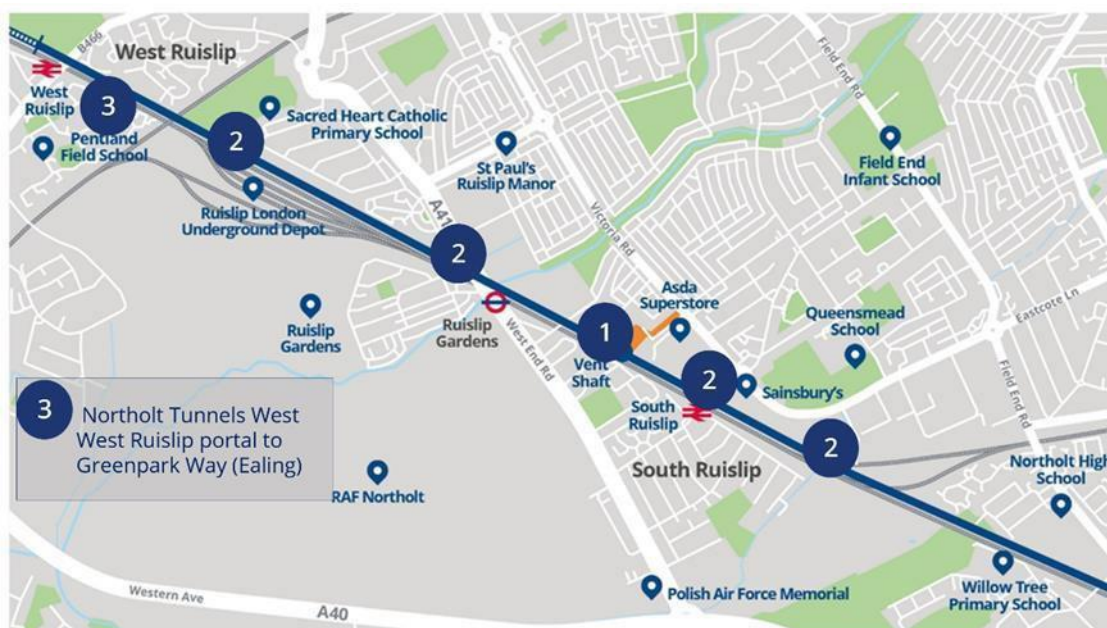 B466
West Ruislip
West
Ruislip
3
Pentland
Field School
2
Sacred Heart Catholic
Primary School
St Paul's
Ruislip Manor
Field End Rd
Field End
Infant School
Ruislip London
Underground Depot
A41
2
Victoria Rd
Asda
Superstore
Queensmead
School
Eastcote Ln
Ruislip
Gardens
Ruislip
Gardens
West End Rd
1
Vent
Shaft
2
Sainsbury's
Field End Rd
South
Ruislip
South Ruislip
2
Northolt High
School
3
Northolt Tunnels West
West Ruislip portal to
Greenpark Way (Ealing)
RAF Northolt
Western Ave
A40
Polish Air Force Memorial
Willow Tree
Primary School